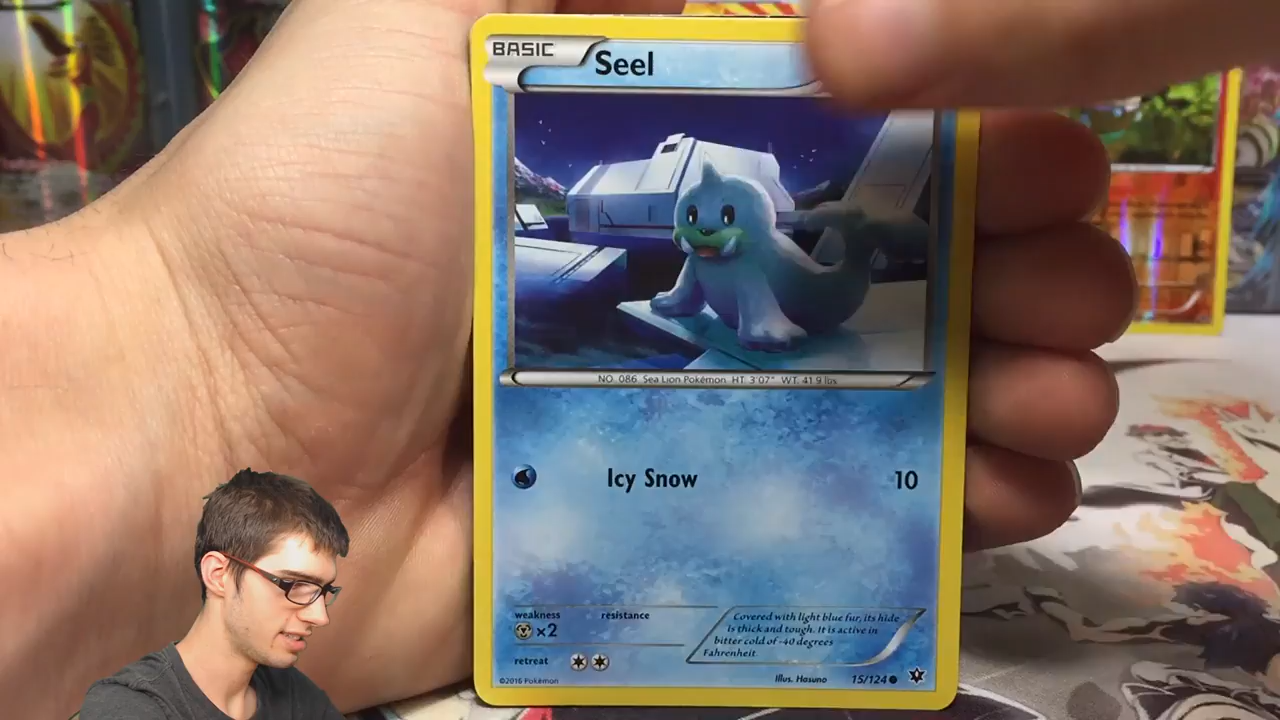 BASIC
Seel
NO. 086 Sea Lion Pokémon HT. 3'07" WT. 41.9 lbs
Icy Snow 10
weakness resistance
×2
retreat
Covered with light blue fur, its hide
is thick and tough. It is active in
bitter cold of -40 degrees
Fahrenheit.
©2016 Pokémon
Illus. Hasuno 15/124